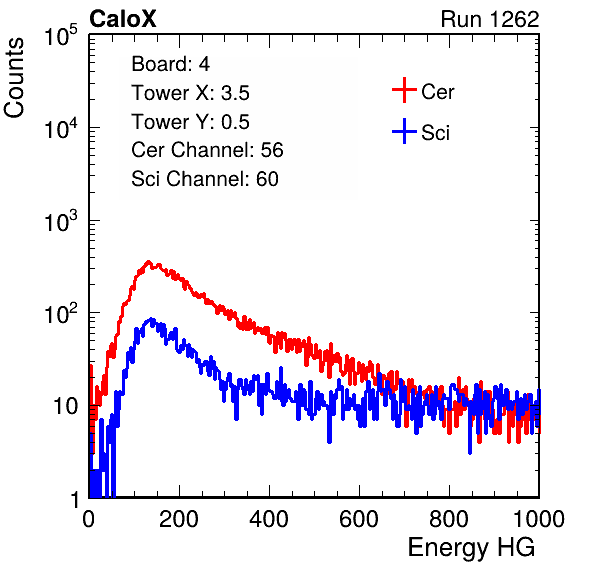 CaloX Run 1262
Counts
Board: 4
Tower X: 3.5
Tower Y: 0.5
Cer Channel: 56
Sci Channel: 60
Cer
Sci
10^5
10^4
10^3
10^2
10
1
0 200 400 600 800 1000
Energy HG